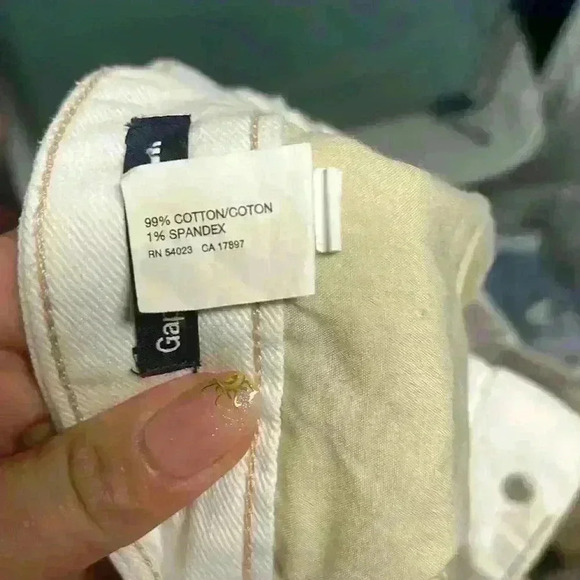 99% COTTON/COTON
1% SPANDEX
RN 54023 CA 17897
Gap